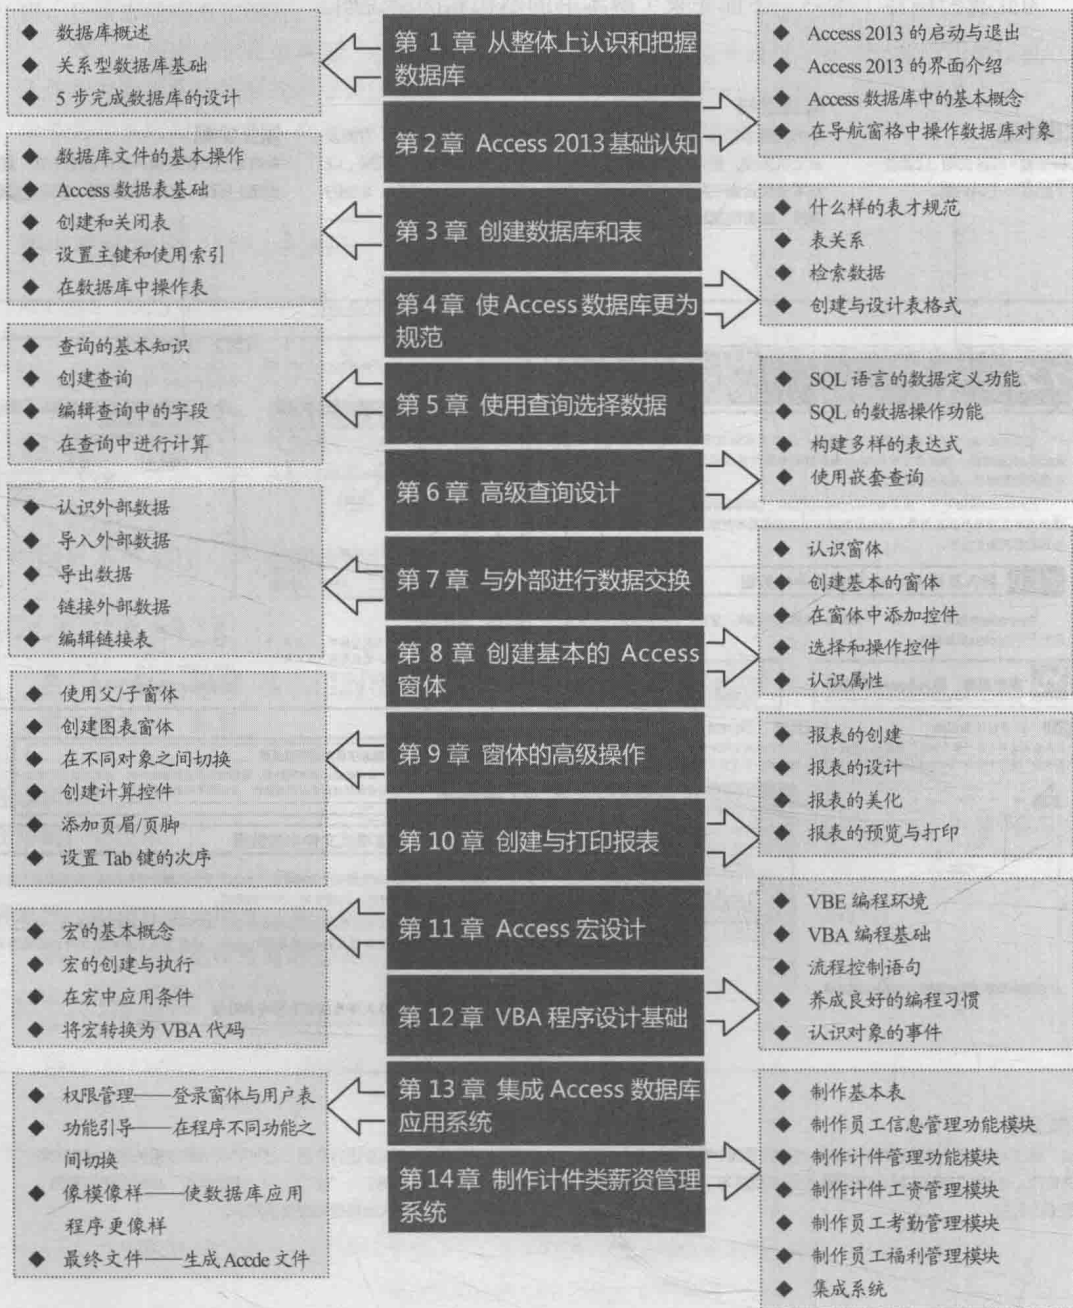 第 1 章 从整体上认识和把握
数据库
◆ 数据库概述
◆ 关系型数据库基础
◆ 5 步完成数据库的设计
第 2 章 Access 2013 基础认知
◆ Access 2013 的启动与退出
◆ Access 2013 的界面介绍
◆ Access 数据库中的基本概念
◆ 在导航窗格中操作数据库对象
第 3 章 创建数据库和表
◆ 数据库文件的基本操作
◆ Access 数据表基础
◆ 创建和关闭表
◆ 设置主键和使用索引
◆ 在数据库中操作表
第 4 章 使 Access 数据库更为
规范
◆ 什么样的表才规范
◆ 表关系
◆ 检索数据
◆ 创建与设计表格式
第 5 章 使用查询选择数据
◆ 查询的基本知识
◆ 创建查询
◆ 编辑查询中的字段
◆ 在查询中进行计算
第 6 章 高级查询设计
◆ SQL 语言的数据定义功能
◆ SQL 的数据操作功能
◆ 构建多样的表达式
◆ 使用嵌套查询
第 7 章 与外部进行数据交换
◆ 认识外部数据
◆ 导入外部数据
◆ 导出数据
◆ 链接外部数据
◆ 编辑链接表
第 8 章 创建基本的 Access
窗体
◆ 认识窗体
◆ 创建基本的窗体
◆ 在窗体中添加控件
◆ 选择和操作控件
◆ 认识属性
第 9 章 窗体的高级操作
◆ 使用父/子窗体
◆ 创建图表窗体
◆ 在不同对象之间切换
◆ 创建计算控件
◆ 添加页眉/页脚
◆ 设置 Tab 键的次序
第 10 章 创建与打印报表
◆ 报表的创建
◆ 报表的设计
◆ 报表的美化
◆ 报表的预览与打印
第 11 章 Access 宏设计
◆ 宏的基本概念
◆ 宏的创建与执行
◆ 在宏中应用条件
◆ 将宏转换为 VBA 代码
第 12 章 VBA 程序设计基础
◆ VBE 编程环境
◆ VBA 编程基础
◆ 流程控制语句
◆ 养成良好的编程习惯
◆ 认识对象的事件
第 13 章 集成 Access 数据库
应用系统
◆ 权限管理——登录窗体与用户表
◆ 功能引导——在程序不同功能之
间切换
◆ 像模像样——使数据库应用
程序更像样
◆ 最终文件——生成 Accde 文件
第 14 章 制作计件类薪资管理
系统
◆ 制作基本表
◆ 制作员工信息管理功能模块
◆ 制作计件管理功能模块
◆ 制作计件工资管理模块
◆ 制作员工考勤管理模块
◆ 制作员工福利管理模块
◆ 集成系统